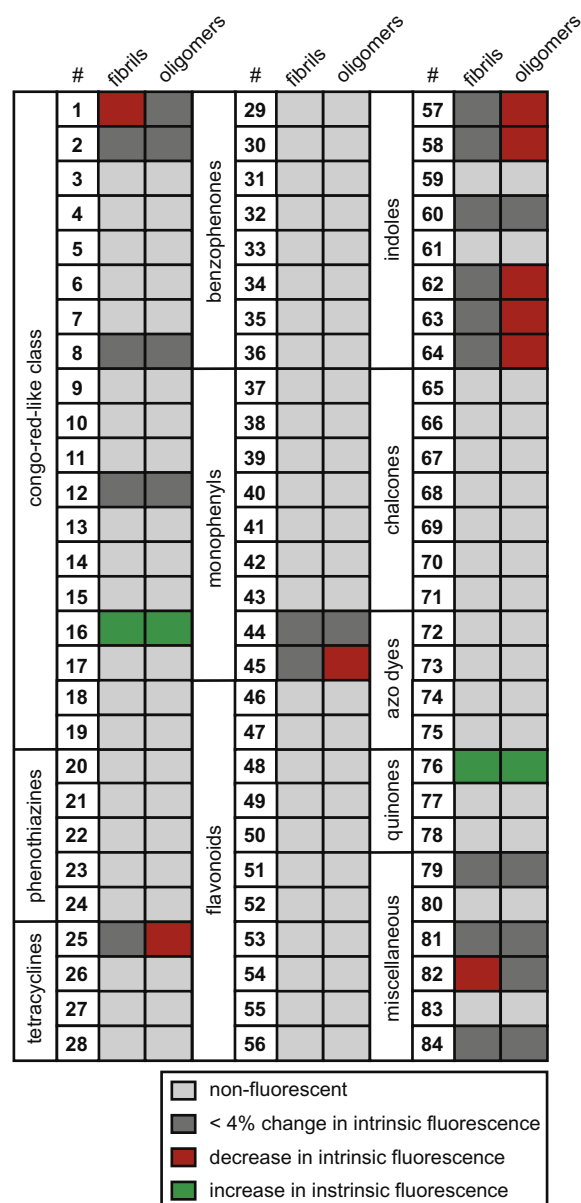 # fibrils oligomers # fibrils oligomers # fibrils oligomers
1 29 57
2 30 58
3 31 59
4 32 60
5 33 61
6 34 62
7 35 63
8 36 64
9 37 65
10 38 66
11 39 67
12 40 68
13 41 69
14 42 70
15 43 71
16 44 72
17 45 73
18 46 74
19 47 75
20 48 76
21 49 77
22 50 78
23 51 79
24 52 80
25 53 81
26 54 82
27 55 83
28 56 84
congo-red-like class
phenothiazines
tetracyclines
benzophenones
monophenyls
flavonoids
indoles
chalcones
azo dyes
quinones
miscellaneous
non-fluorescent
< 4% change in intrinsic fluorescence
decrease in intrinsic fluorescence
increase in instrinsic fluorescence